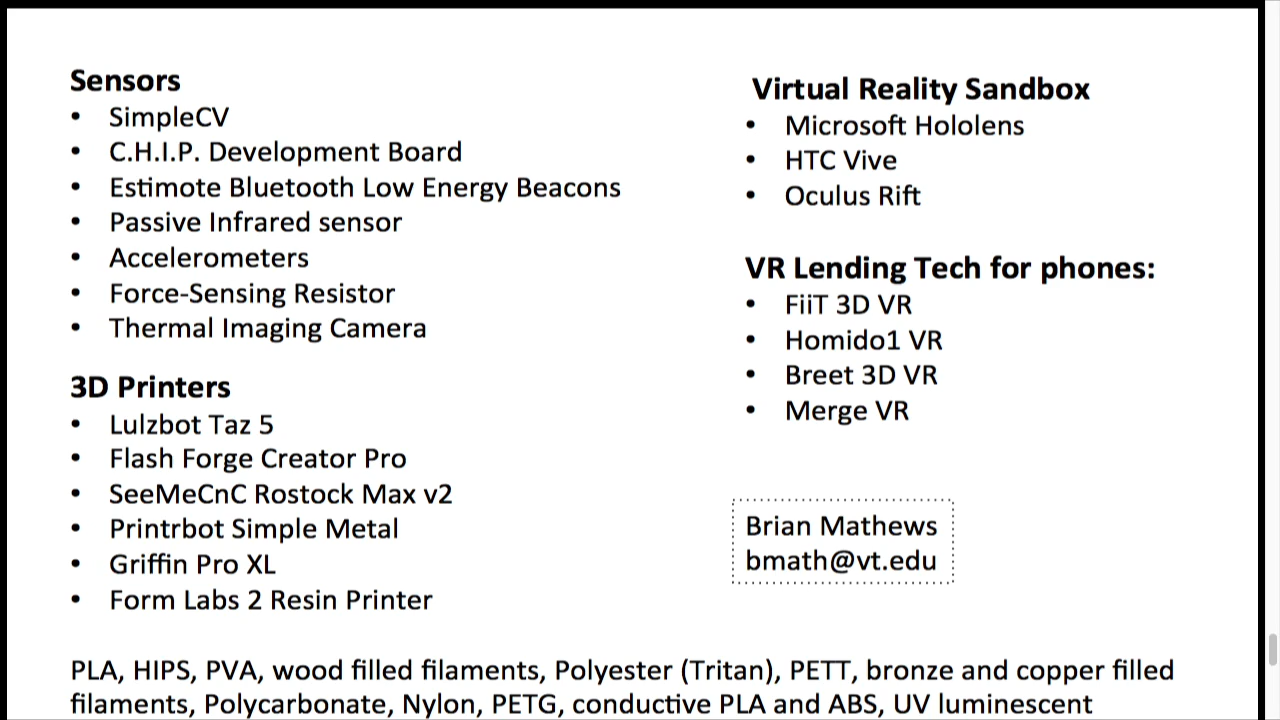 Sensors
• SimpleCV
• C.H.I.P. Development Board
• Estimote Bluetooth Low Energy Beacons
• Passive Infrared sensor
• Accelerometers
• Force-Sensing Resistor
• Thermal Imaging Camera
3D Printers
• Lulzbot Taz 5
• Flash Forge Creator Pro
• SeeMeCnC Rostock Max v2
• Printrbot Simple Metal
• Griffin Pro XL
• Form Labs 2 Resin Printer
Virtual Reality Sandbox
• Microsoft Hololens
• HTC Vive
• Oculus Rift
VR Lending Tech for phones:
• FiiT 3D VR
• Homido1 VR
• Breet 3D VR
• Merge VR
Brian Mathews
bmath@vt.edu
PLA, HIPS, PVA, wood filled filaments, Polyester (Tritan), PETT, bronze and copper filled
filaments, Polycarbonate, Nylon, PETG, conductive PLA and ABS, UV luminescent